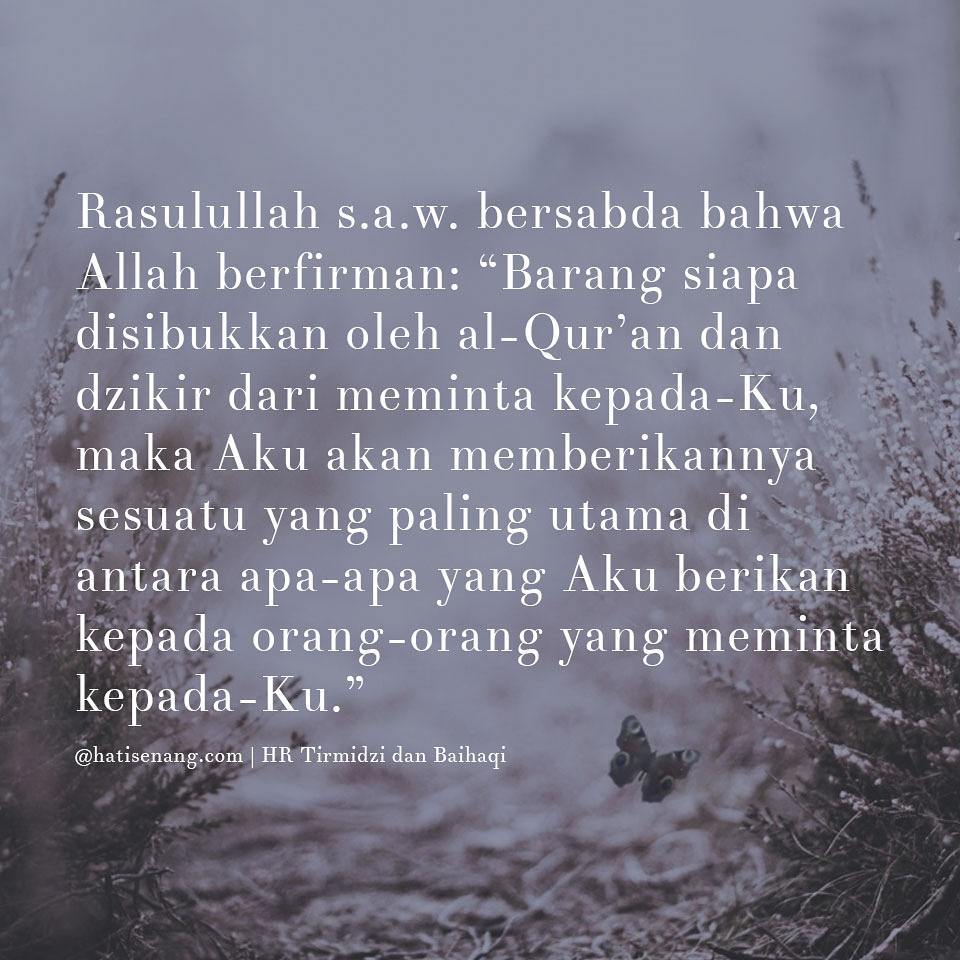 Rasulullah s.a.w. bersabda bahwa
Allah berfirman: “Barang siapa
disibukkan oleh al-Qur’an dan
dzikir dari meminta kepada-Ku,
maka Aku akan memberikannya
sesuatu yang paling utama di
antara apa-apa yang Aku berikan
kepada orang-orang yang meminta
kepada-Ku.”
@hatisenang.com | HR Tirmidzi dan Baihaqi